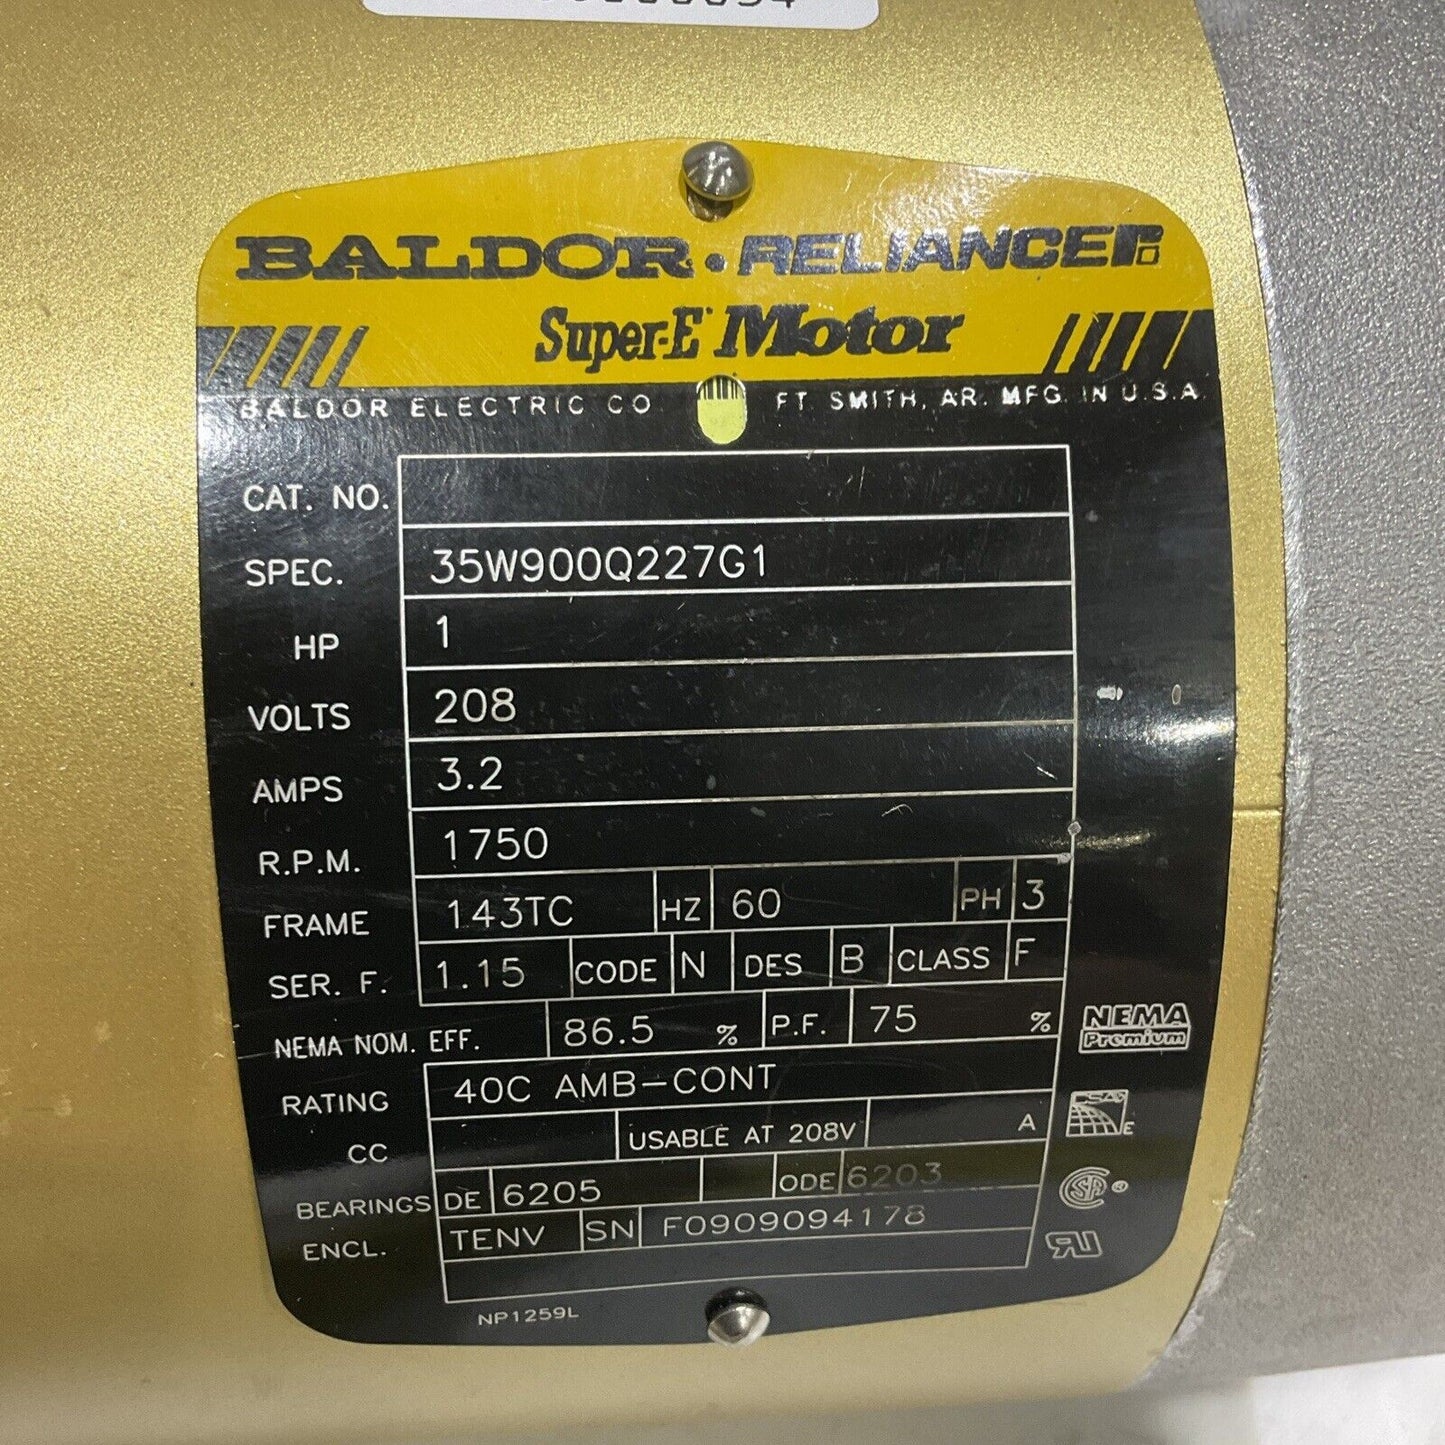 BALDOR • RELIANCE
Super-E Motor
BALDOR ELECTRIC CO. FT. SMITH, AR. MFG. IN U.S.A.
CAT. NO.
SPEC. 35W900Q227G1
HP 1
VOLTS 208
AMPS 3.2
R.P.M. 1750
FRAME 143TC HZ 60 PH 3
SER. F. 1.15 CODE N DES B CLASS F
NEMA NOM. EFF. 86.5 % P.F. 75 %
NEMA
Premium
RATING 40C AMB-CONT
CC USABLE AT 208V A
BEARINGS DE 6205 ODE 6203
ENCL. TENV SN F0909094178
NP1259L